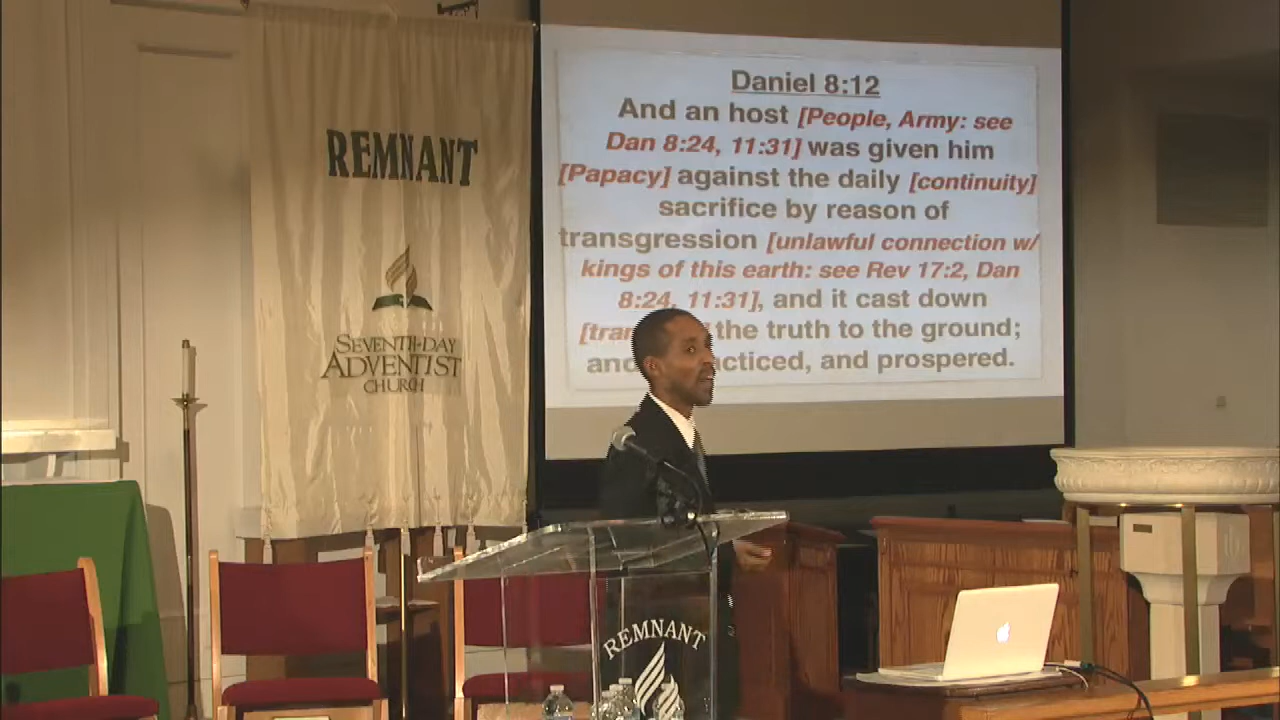 REMNANT
SEVENTH-DAY
ADVENTIST
CHURCH
Daniel 8:12
And an host [People, Army: see
Dan 8:24, 11:31] was given him
[Papacy] against the daily [continuity]
sacrifice by reason of
transgression [unlawful connection w/
kings of this earth: see Rev 17:2, Dan
8:24, 11:31], and it cast down
the truth to the ground;
and prospered.
REMNANT